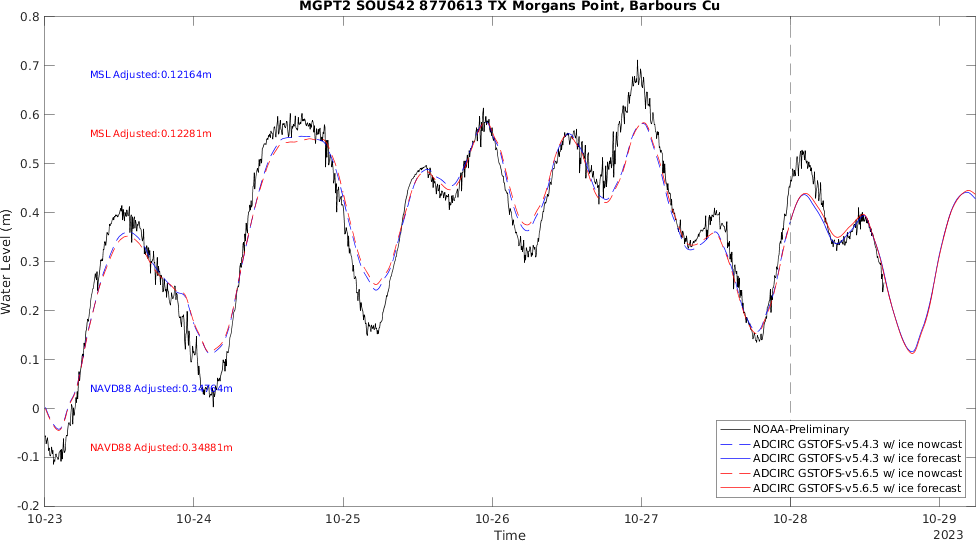 MGPT2 SOUS42 8770613 TX Morgans Point, Barbours Cu
0.8
0.7
0.6
0.5
0.4
0.3
0.2
0.1
0
-0.1
-0.2
Water Level (m)
MSL Adjusted:0.12164m
MSL Adjusted:0.12281m
NAVD88 Adjusted:
NAVD88 Adjusted:0.34881m
NOAA-Preliminary
ADCIRC GSTOFS-v5.4.3 w/ ice nowcast
ADCIRC GSTOFS-v5.4.3 w/ ice forecast
ADCIRC GSTOFS-v5.6.5 w/ ice nowcast
ADCIRC GSTOFS-v5.6.5 w/ ice forecast
10-23 10-24 10-25 10-26 10-27 10-28 10-29
Time
2023